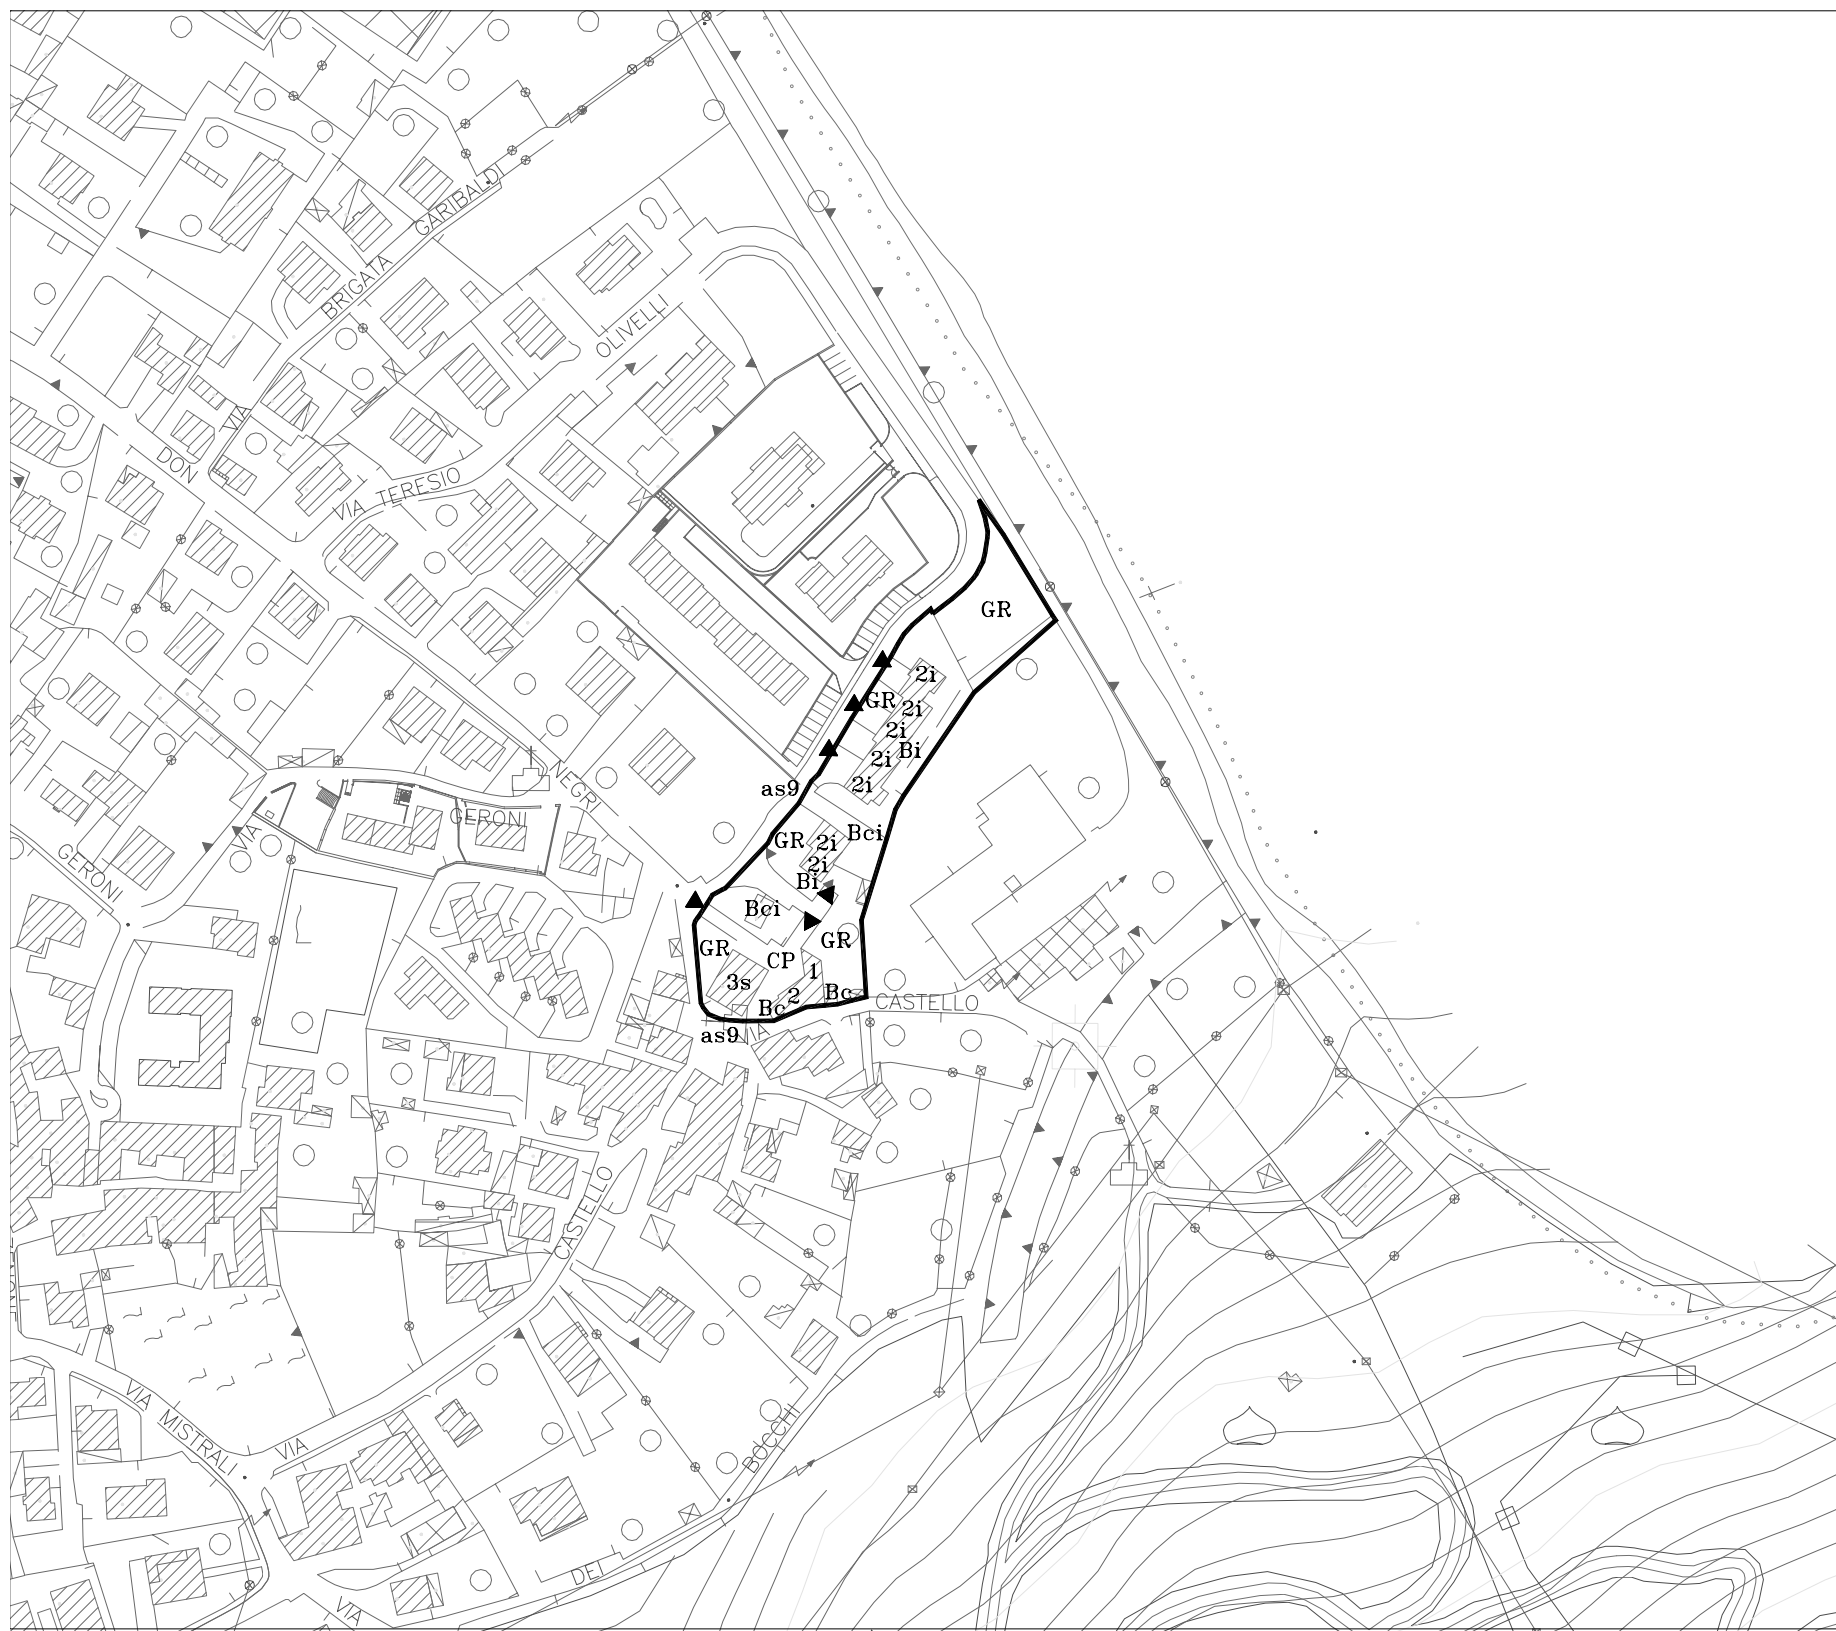 BRIGATA GARIBALDI
VIA
OLIVELLI
DON
VIA TERESIO
GR
2i
GR
2i
2i
Bi
2i
2i
as9
NEGRI
GERONI
VIA
GERONI
GR
2i
Bci
2i
Bi
Bci
GR
GR
CP
1
3s
2
Bc
Bc
CASTELLO
as9
VIA
CASTELLO
VIA MISTRALI
VIA
BOCCHI
DEI
VIA